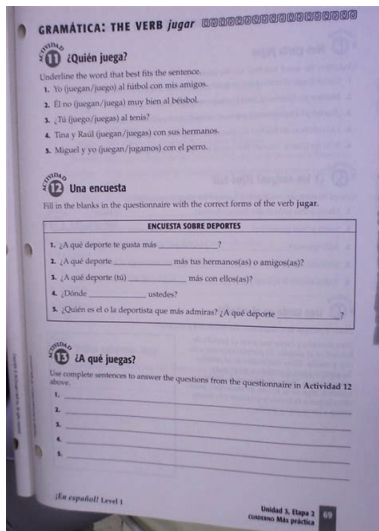 GRAMÁTICA: THE VERB jugar
ACTIVIDAD 11 ¿Quién juega?
Underline the word that best fits the sentence.
1. Yo (juegan/juego) al fútbol con mis amigos.
2. Él no (juegan/juega) muy bien al béisbol.
3. ¿Tú (juego/juegas) al tenis?
4. Tina y Raúl (juegan/juegas) con sus hermanos.
5. Miguel y yo (juegan/jugamos) con el perro.
ACTIVIDAD 12 Una encuesta
Fill in the blanks in the questionnaire with the correct forms of the verb jugar.
ENCUESTA SOBRE DEPORTES
1. ¿A qué deporte te gusta más ____________?
2. ¿A qué deporte ____________ más tus hermanos(as) o amigos(as)?
3. ¿A qué deporte (tú) ____________ más con ellos(as)?
4. ¿Dónde ____________ ustedes?
5. ¿Quién es el o la deportista que más admiras? ¿A qué deporte ____________?
ACTIVIDAD 13 ¿A qué juegas?
Use complete sentences to answer the questions from the questionnaire in Actividad 12
above.
1.
2.
3.
4.
5.
¡En español! Level 1
Unidad 3, Etapa 2
CUADERNO Más práctica
69